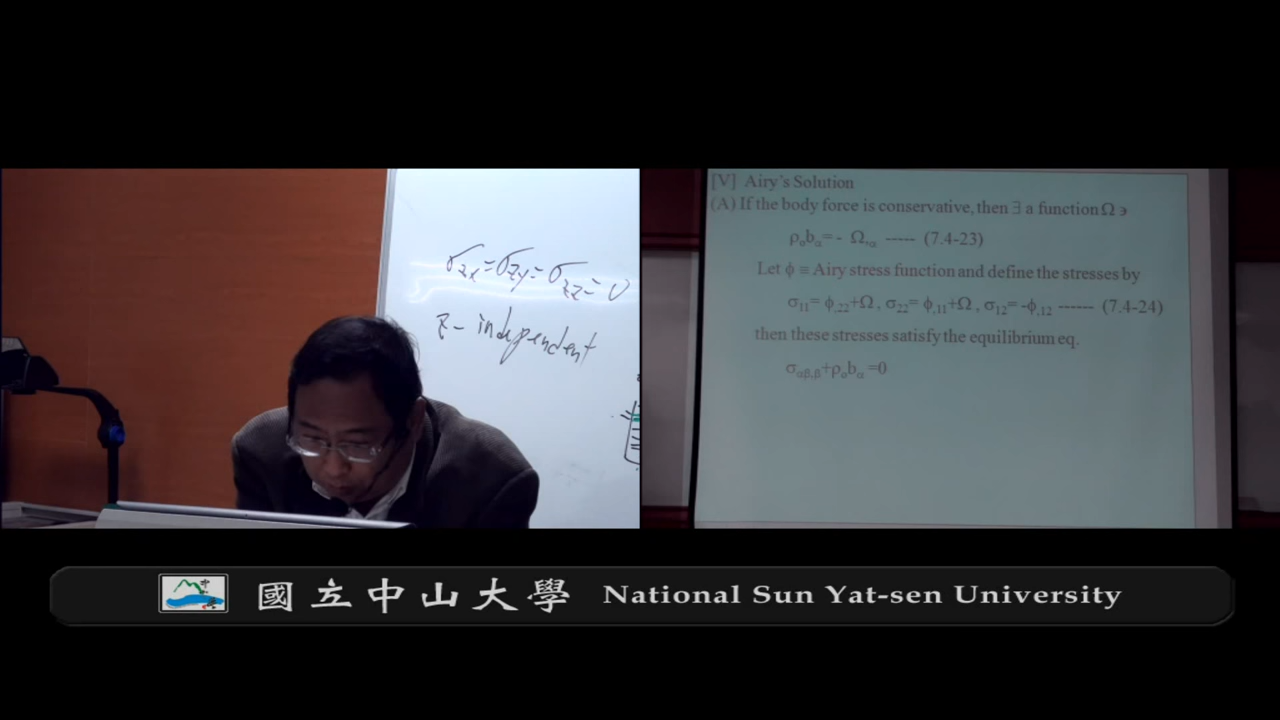 σzx=σzy=σzz=0
z- independent
[V] Airy's Solution
(A) If the body force is conservative, then ∃ a function Ω ϶
ρₒbα= - Ω,α ----- (7.4-23)
Let ϕ ≡ Airy stress function and define the stresses by
σ₁₁= ϕ,₂₂+Ω , σ₂₂= ϕ,₁₁+Ω , σ₁₂= -ϕ,₁₂ ------ (7.4-24)
then these stresses satisfy the equilibrium eq.
σαβ,β+ρₒbα =0
國立中山大學 National Sun Yat-sen University